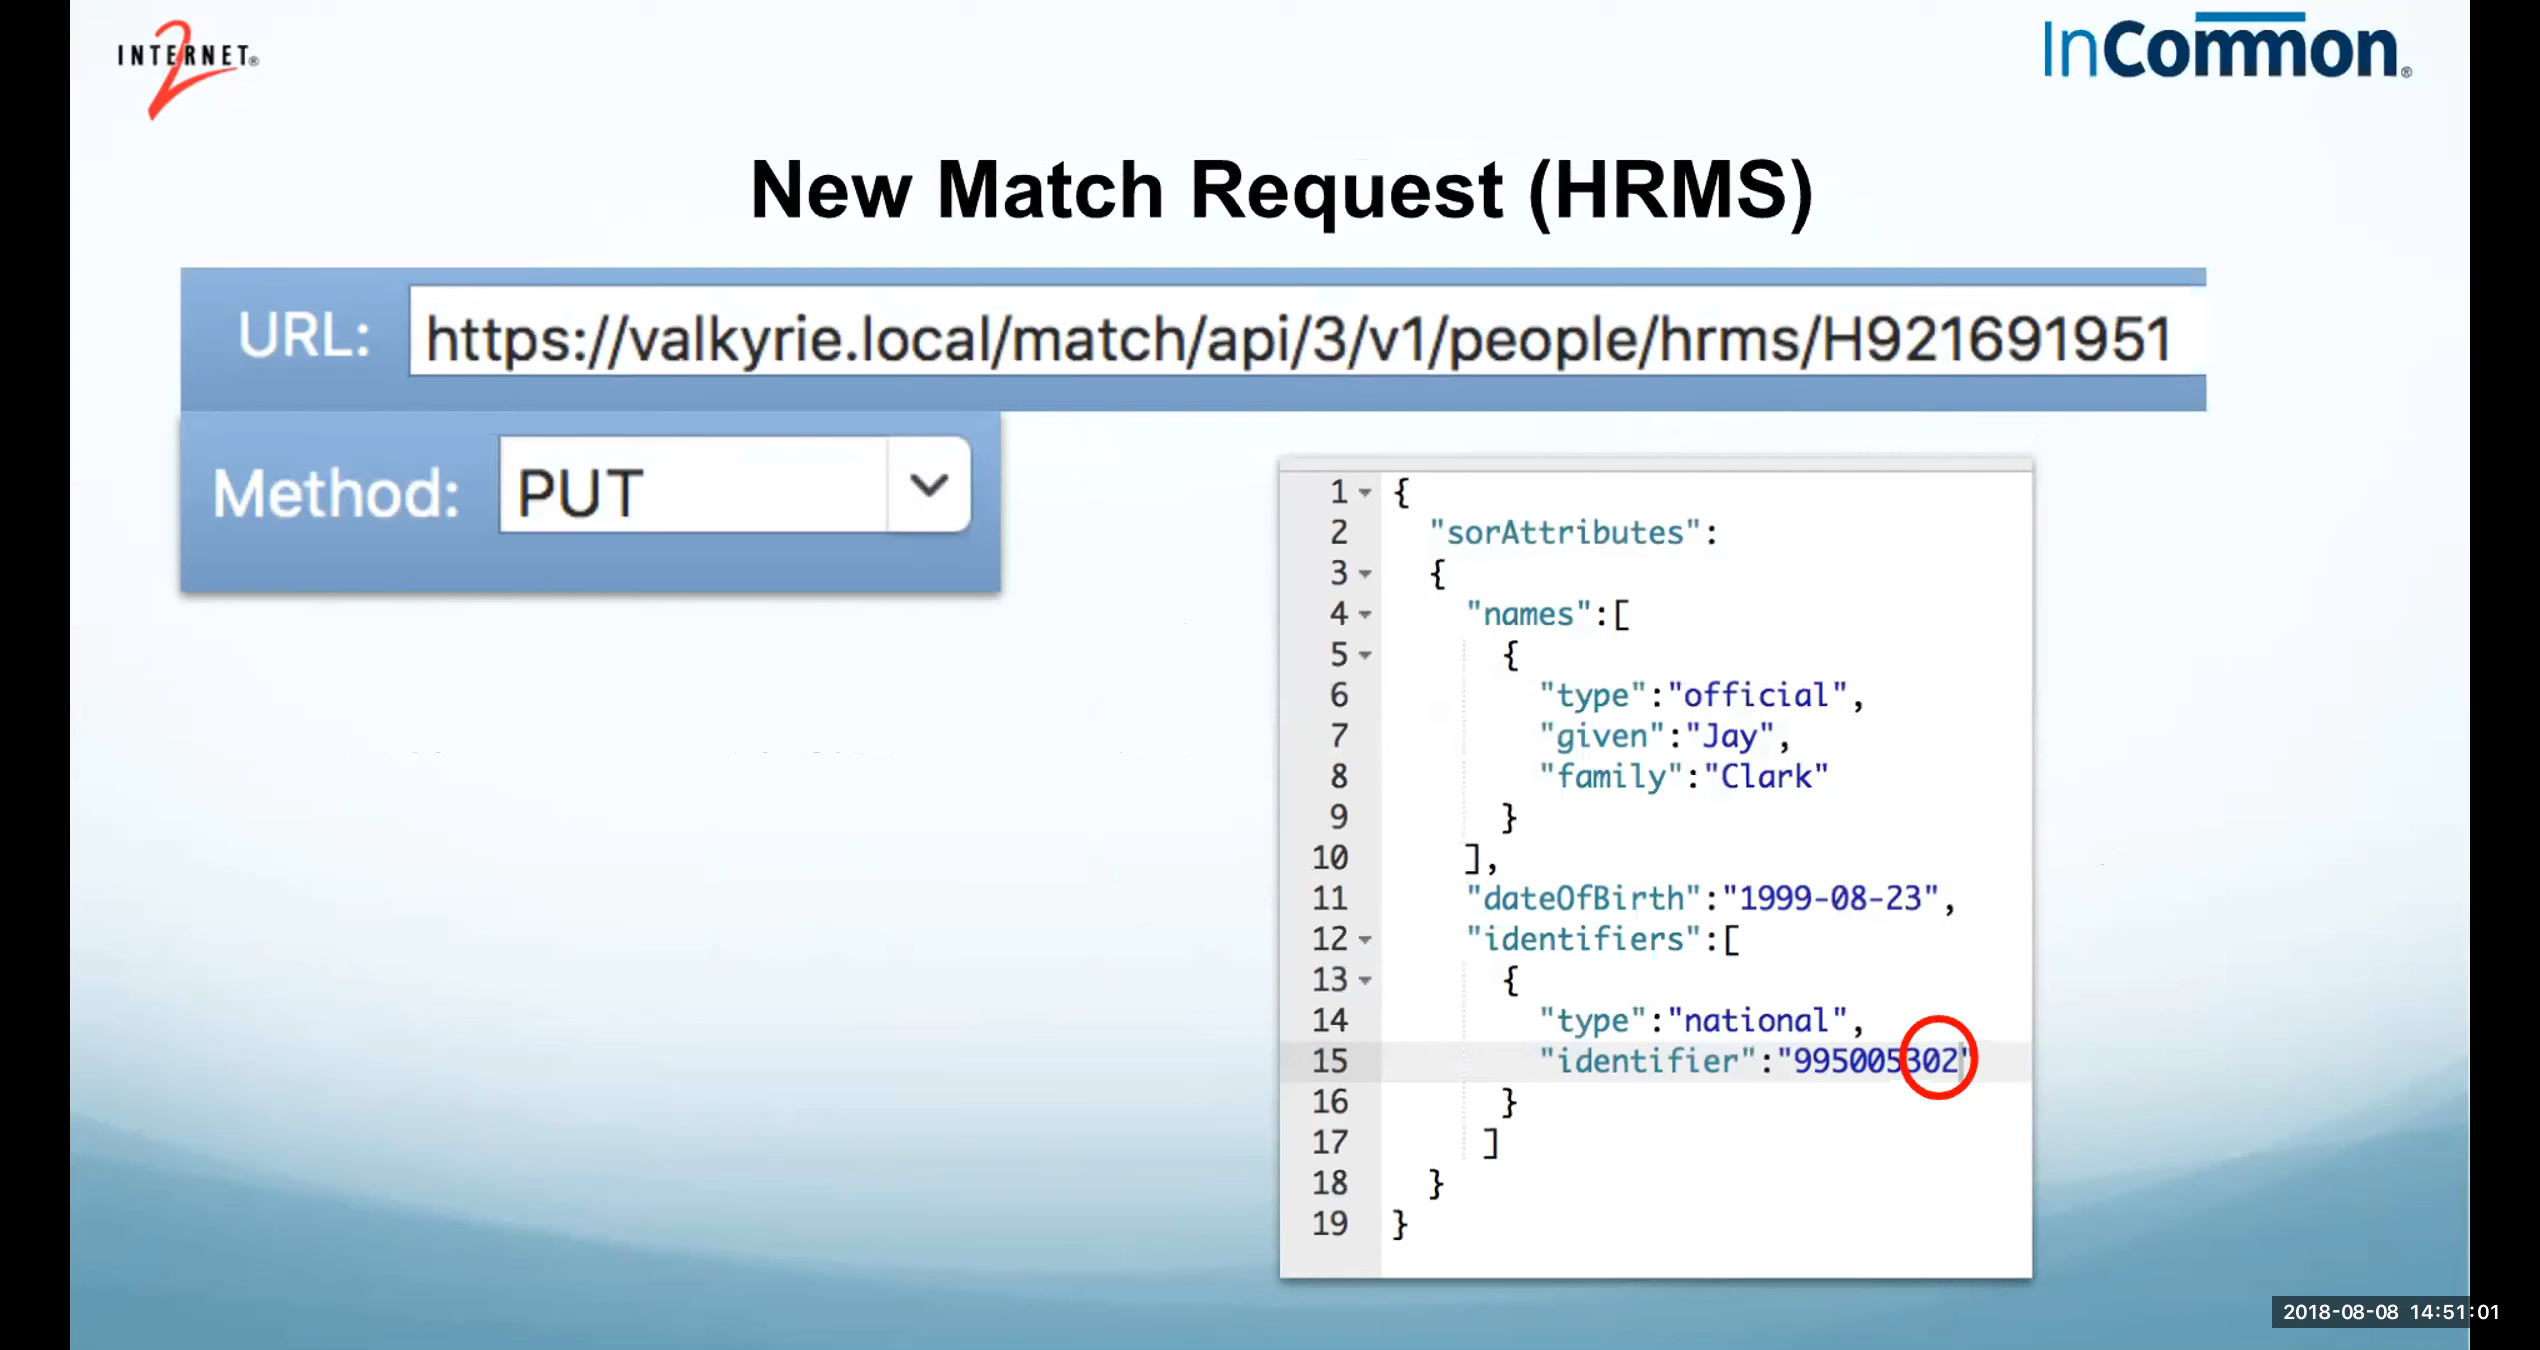 INTERNET®
2
InCommon®
New Match Request (HRMS)
URL: https://valkyrie.local/match/api/3/v1/people/hrms/H921691951
Method: PUT
1 {
2 "sorAttributes":
3 {
4 "names":[
5 {
6 "type":"official",
7 "given":"Jay",
8 "family":"Clark"
9 }
10 ],
11 "dateOfBirth":"1999-08-23",
12 "identifiers":[
13 {
14 "type":"national",
15 "identifier":"995005302"
16 }
17 ]
18 }
19 }
2018-08-08 14:51:01